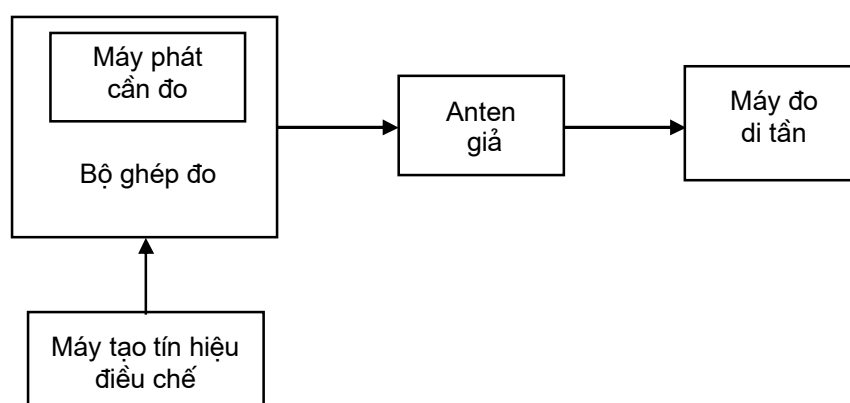 Máy phát
cần đo
Bộ ghép đo
Anten
giả
Máy đo
di tần
Máy tạo tín hiệu
điều chế